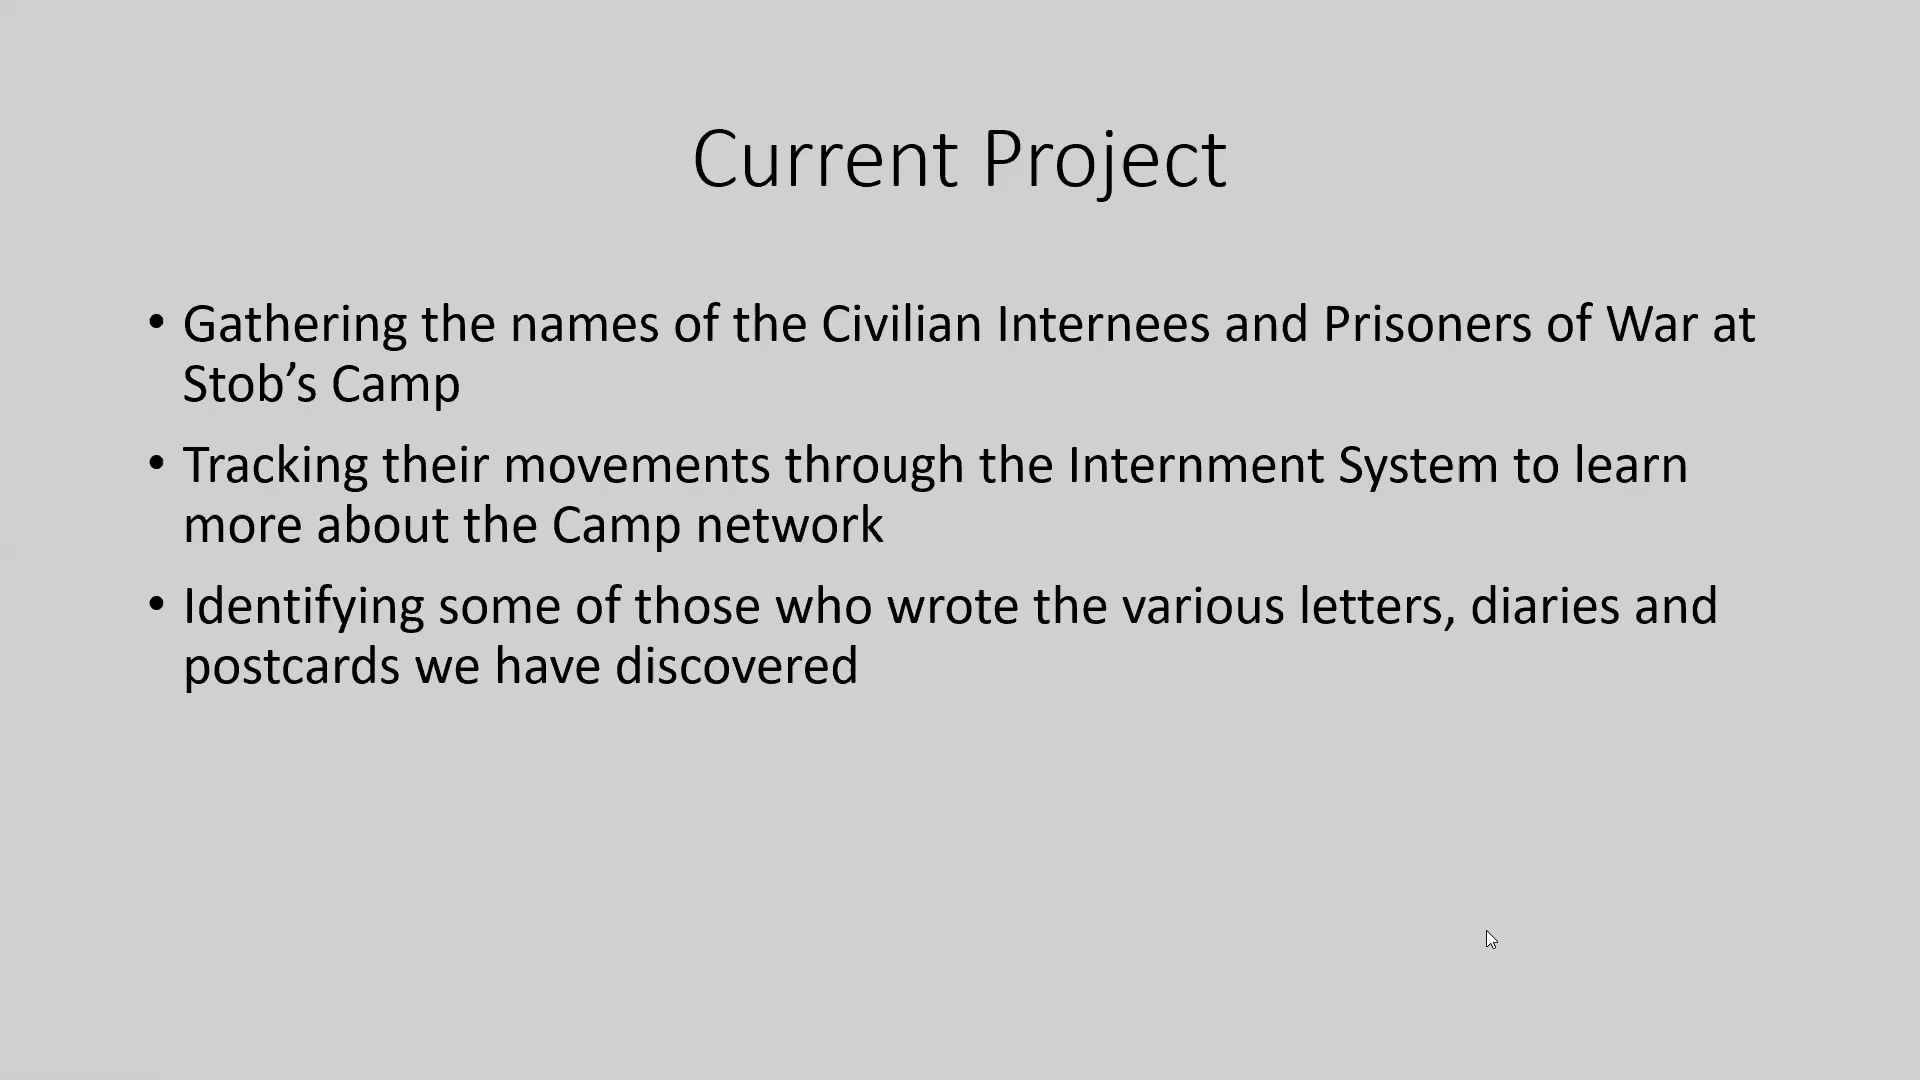 Current Project
• Gathering the names of the Civilian Internees and Prisoners of War at
Stob’s Camp
• Tracking their movements through the Internment System to learn
more about the Camp network
• Identifying some of those who wrote the various letters, diaries and
postcards we have discovered